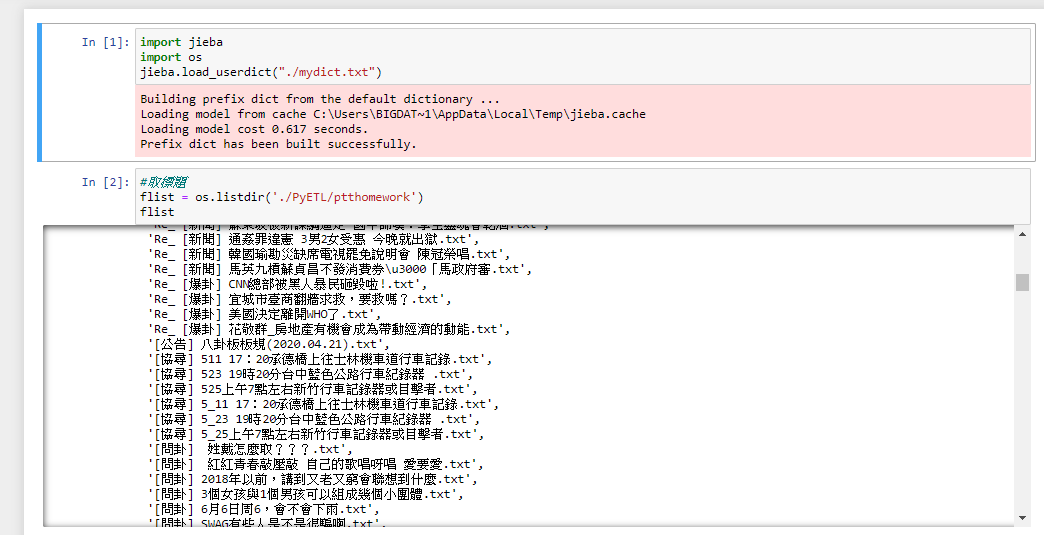 In [1]: import jieba
import os
jieba.load_userdict("./mydict.txt")
Building prefix dict from the default dictionary ...
Loading model from cache C:\Users\BIGDAT~1\AppData\Local\Temp\jieba.cache
Loading model cost 0.617 seconds.
Prefix dict has been built successfully.
In [2]: #取標題
flist = os.listdir('./PyETL/ptthomework')
flist
'Re_ [新聞] 通姦罪違憲 3男2女受惠 今晚就出獄.txt',
'Re_ [新聞] 韓國瑜勘災缺席電視罷免說明會 陳冠榮唱.txt',
'Re_ [新聞] 馬英九槓蘇貞昌不發消費券\u3000「馬政府審.txt',
'Re_ [爆卦] CNN總部被黑人暴民砸毀啦!.txt',
'Re_ [爆卦] 宜城市臺商翻牆求救，要救嗎？.txt',
'Re_ [爆卦] 美國決定離開WHO了.txt',
'Re_ [爆卦] 花敬群_房地產有機會成為帶動經濟的動能.txt',
'[公告] 八卦板板規(2020.04.21).txt',
'[協尋] 511 17：20承德橋上往士林機車道行車記錄.txt',
'[協尋] 523 19時20分台中藍色公路行車紀錄器 .txt',
'[協尋] 525上午7點左右新竹行車記錄器或目擊者.txt',
'[協尋] 5_11 17：20承德橋上往士林機車道行車記錄.txt',
'[協尋] 5_23 19時20分台中藍色公路行車紀錄器 .txt',
'[協尋] 5_25上午7點左右新竹行車記錄器或目擊者.txt',
'[問卦]  姓戴怎麼取？？？.txt',
'[問卦]  紅紅青春敲壓敲 自己的歌唱呀唱 愛要愛.txt',
'[問卦] 2018年以前，講到又老又窮會聯想到什麼.txt',
'[問卦] 3個女孩與1個男孩可以組成幾個小團體.txt',
'[問卦] 6月6日周6，會不會下雨.txt',
'[問卦] SWAG有些人是不是很騙啊.txt',